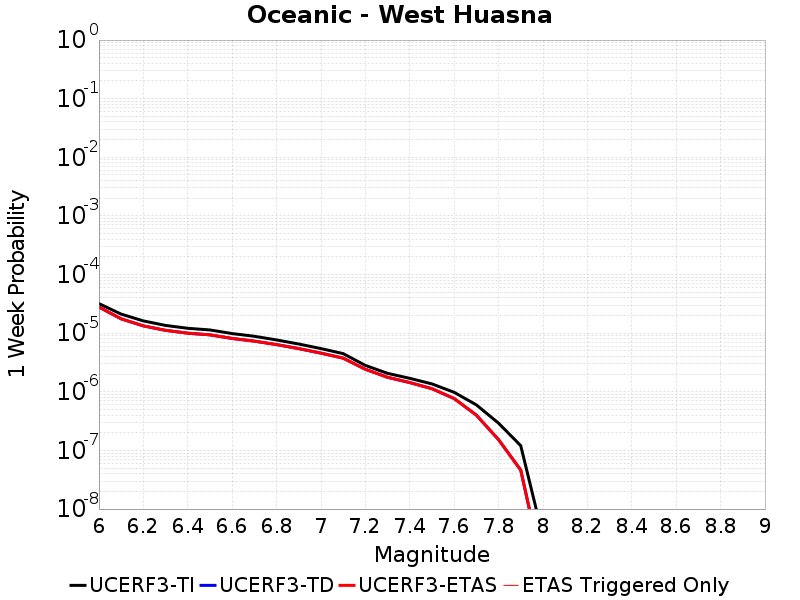 Oceanic - West Huasna
1 Week Probability
10^0
10^-1
10^-2
10^-3
10^-4
10^-5
10^-6
10^-7
10^-8
6 6.2 6.4 6.6 6.8 7 7.2 7.4 7.6 7.8 8 8.2 8.4 8.6 8.8 9
Magnitude
UCERF3-TI UCERF3-TD UCERF3-ETAS ETAS Triggered Only